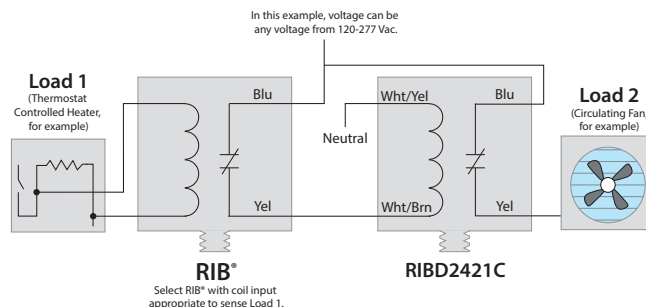 In this example, voltage can be
any voltage from 120-277 Vac.
Load 1
(Thermostat
Controlled Heater,
for example)
Blu
Yel
RIB®
Select RIB® with coil input
appropriate to sense Load 1.
Wht/Yel
Neutral
Wht/Brn
Blu
Yel
RIBD2421C
Load 2
(Circulating Fan,
for example)